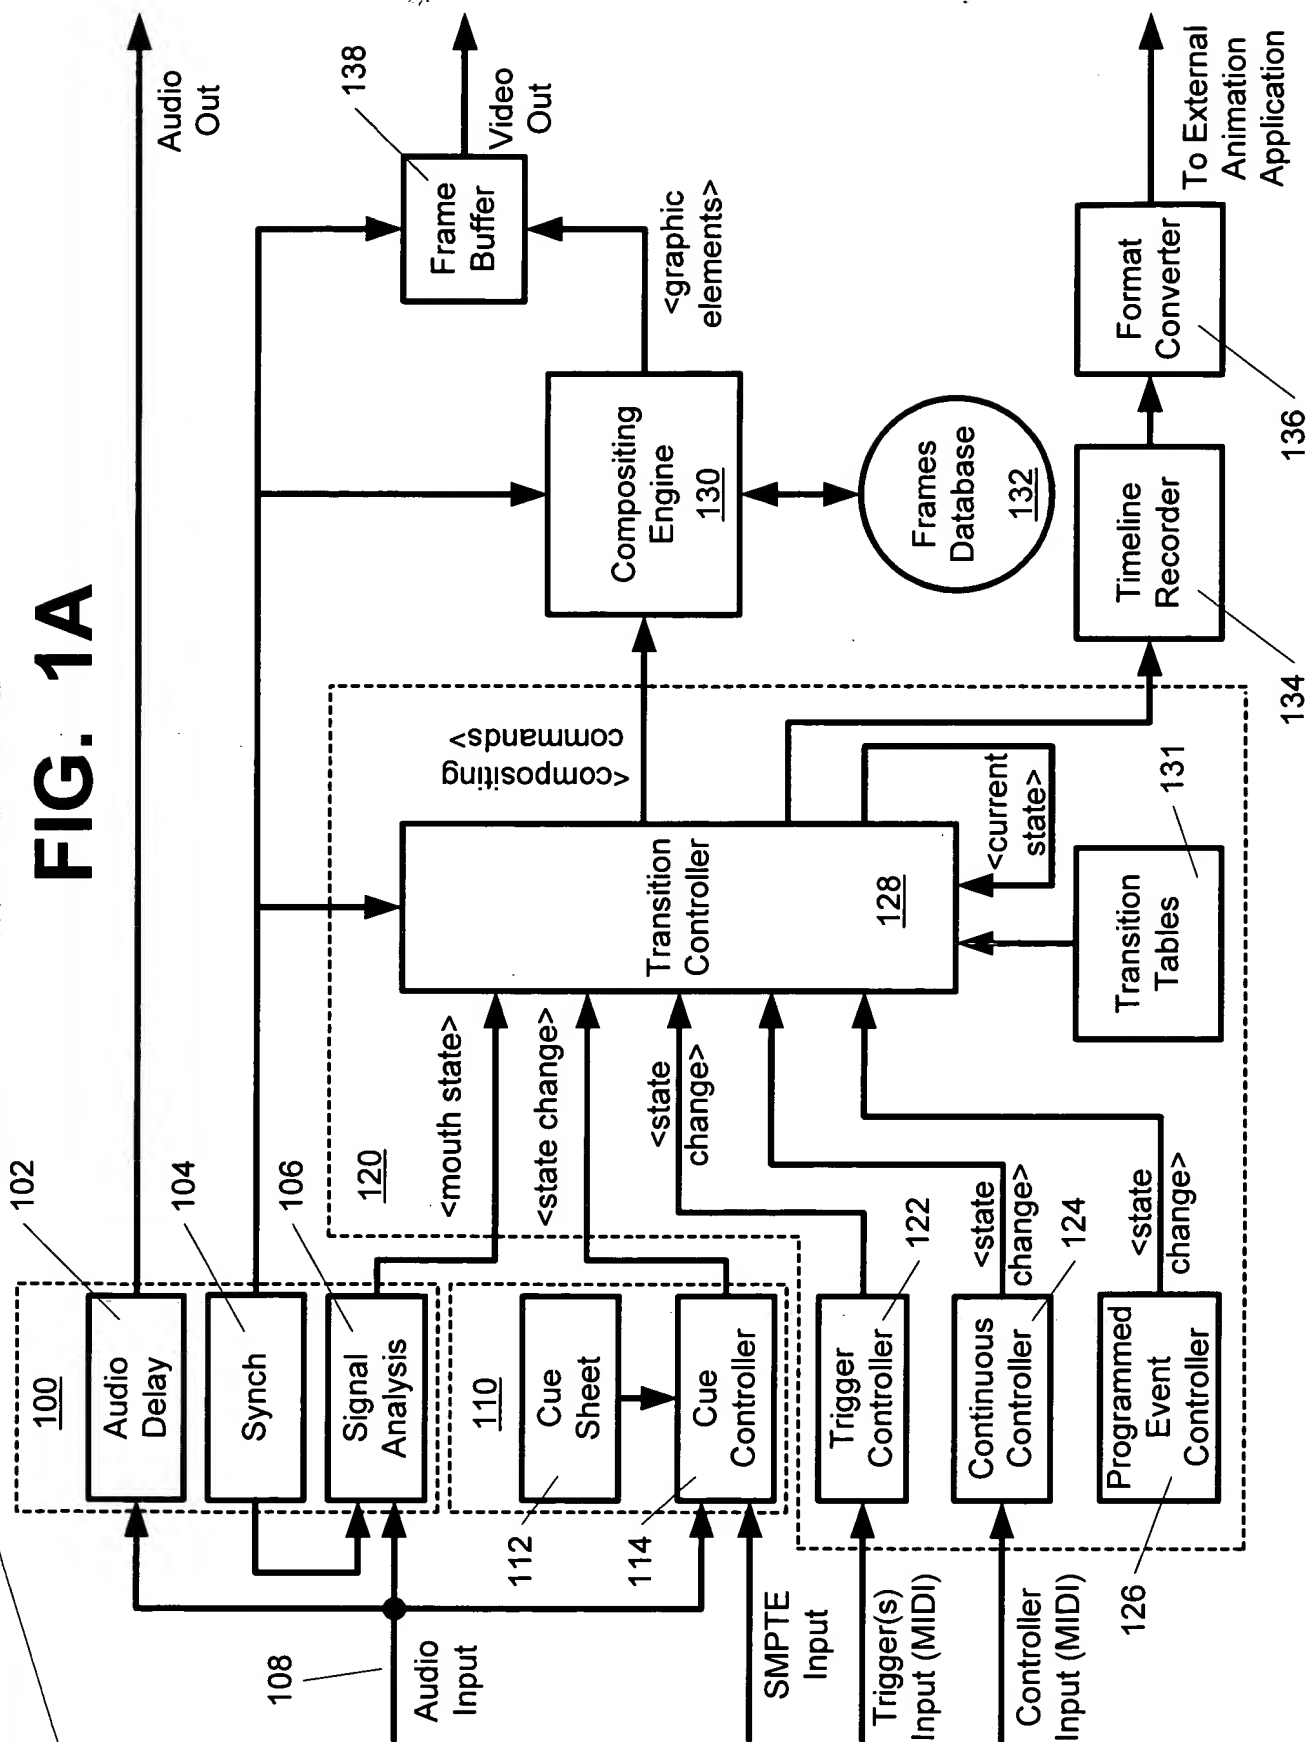 FIG. 1A
100
102
Audio
Delay
104
Synch
106
Signal
Analysis
108
Audio
Input
110
112
Cue
Sheet
114
Cue
Controller
SMPTE
Input
Trigger(s)
Input (MIDI)
Controller
Input (MIDI)
120
122
Trigger
Controller
124
Continuous
Controller
126
Programmed
Event
Controller
<mouth state>
<state change>
<state
change>
<state
change>
<state
change>
Transition
Controller
128
<current
state>
Transition
Tables
131
<compositing
commands>
Compositing
Engine
130
Frames
Database
132
<graphic
elements>
Frame
Buffer
138
Audio
Out
Video
Out
Timeline
Recorder
134
Format
Converter
136
To External
Animation
Application